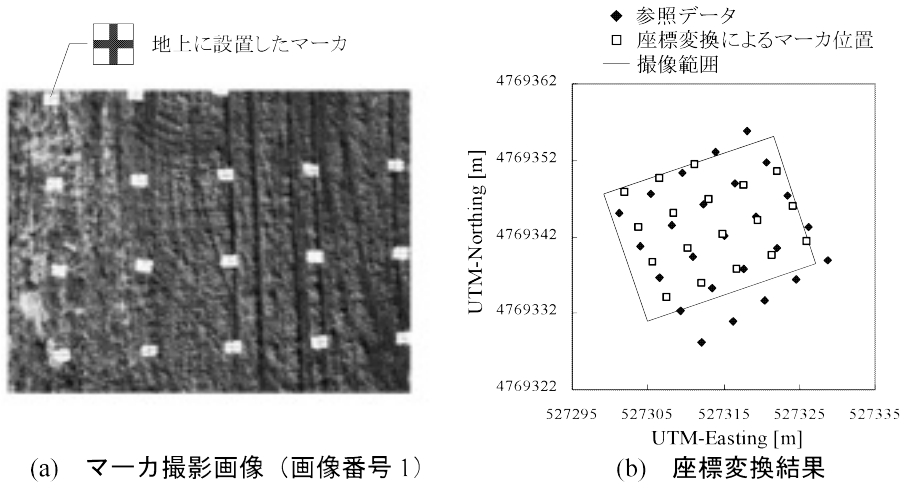 地上に設置したマーカ
◆ 参照データ
□ 座標変換によるマーカ位置
― 撮像範囲
4769362
4769352
4769342
4769332
4769322
UTM-Northing [m]
527295 527305 527315 527325 527335
UTM-Easting [m]
(a) マーカ撮影画像（画像番号 1）
(b) 座標変換結果